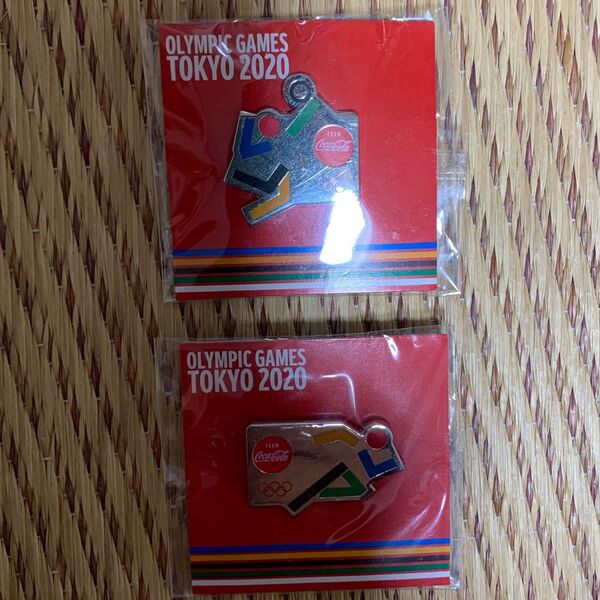 OLYMPIC GAMES
TOKYO 2020
TEAM
Coca-Cola
OLYMPIC GAMES
TOKYO 2020
TEAM
Coca-Cola